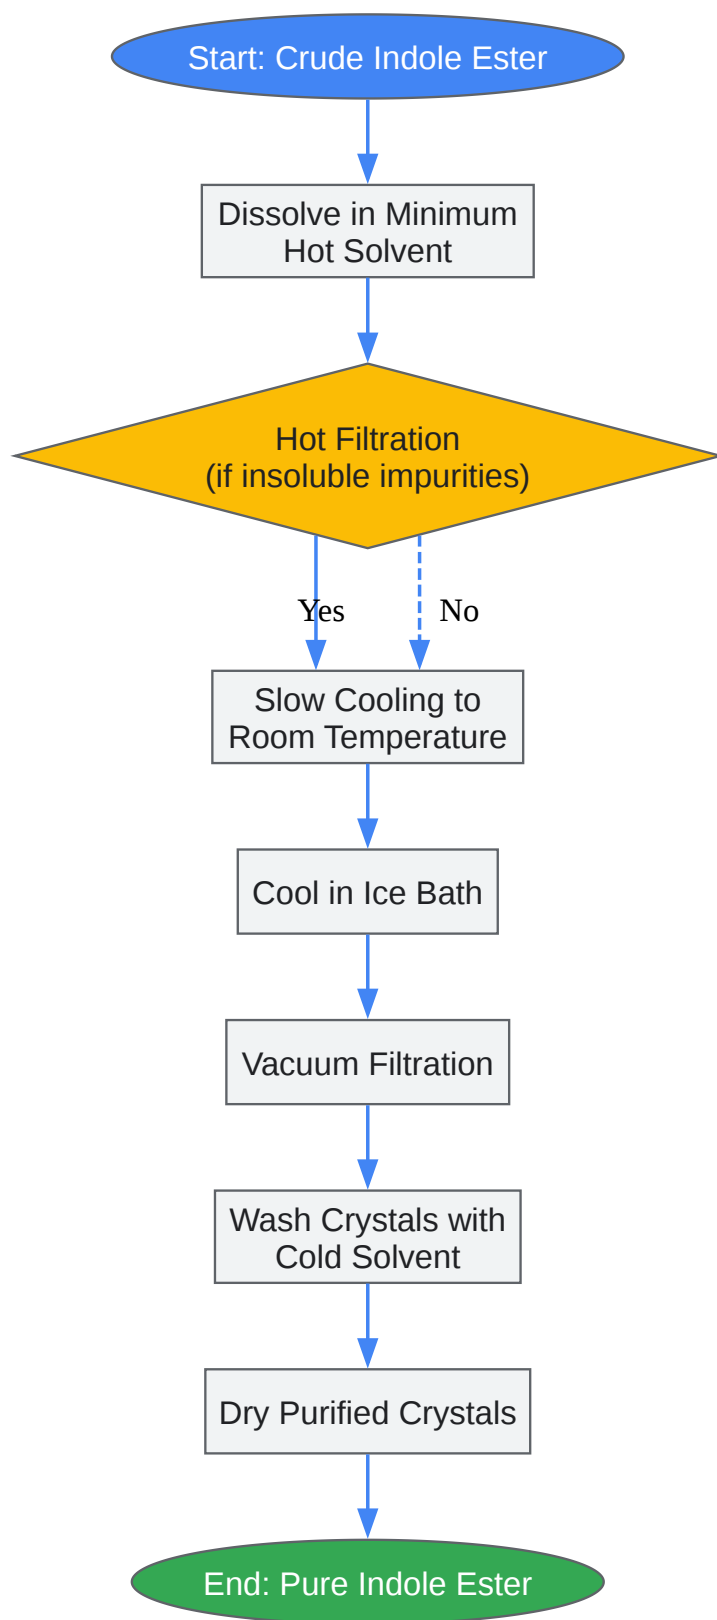 Start: Crude Indole Ester
Dissolve in Minimum
Hot Solvent
Hot Filtration
(if insoluble impurities)
Yes
No
Slow Cooling to
Room Temperature
Cool in Ice Bath
Vacuum Filtration
Wash Crystals with
Cold Solvent
Dry Purified Crystals
End: Pure Indole Ester